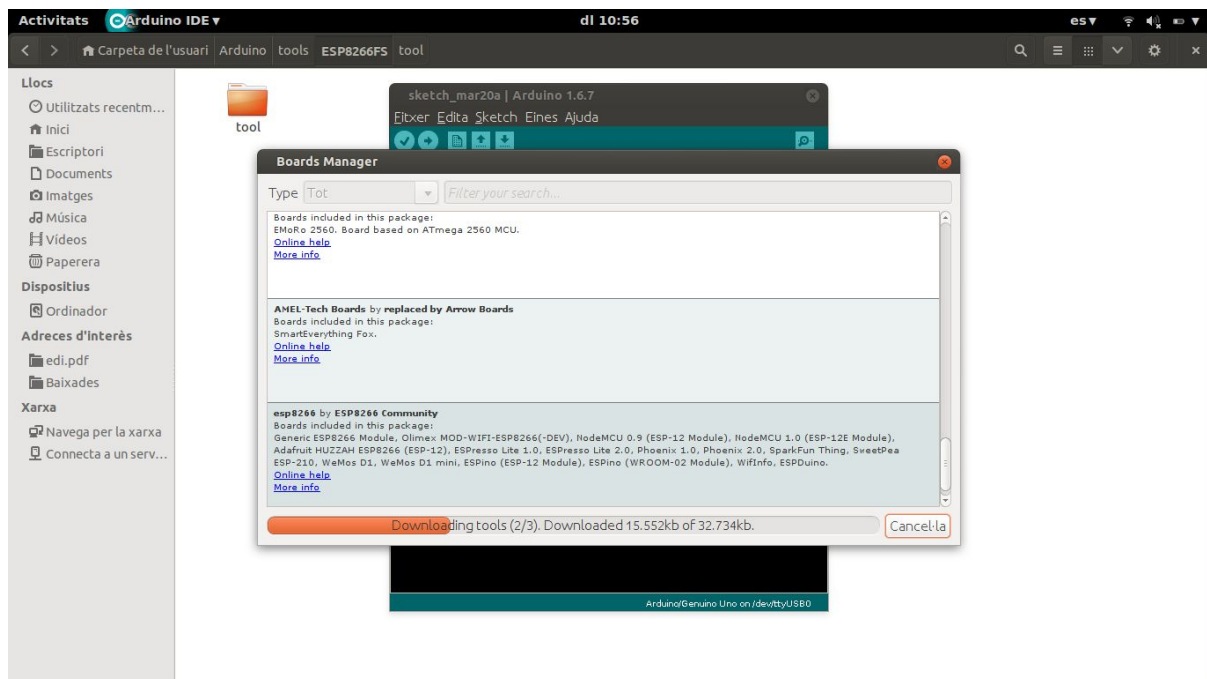 Activitats Arduino IDE ▾ dl 10:56 es ▾
Carpeta de l'usuari Arduino tools ESP8266FS tool
Llocs
Utilitzats recentm...
Inici
Escriptori
Documents
Imatges
Música
Vídeos
Paperera
Dispositius
Ordinador
Adreces d'interès
edi.pdf
Baixades
Xarxa
Navega per la xarxa
Connecta a un serv...
tool
sketch_mar20a | Arduino 1.6.7
Eitxer Edita Sketch Eines Ajuda
Boards Manager
Type Tot Filter your search...
Boards included in this package:
EMoRo 2560. Board based on ATmega 2560 MCU.
Online help
More info
AMEL-Tech Boards by replaced by Arrow Boards
Boards included in this package:
SmartEverything Fox.
Online help
More info
esp8266 by ESP8266 Community
Boards included in this package:
Generic ESP8266 Module, Olimex MOD-WIFI-ESP8266(-DEV), NodeMCU 0.9 (ESP-12 Module), NodeMCU 1.0 (ESP-12E Module),
Adafruit HUZZAH ESP8266 (ESP-12), ESPresso Lite 1.0, ESPresso Lite 2.0, Phoenix 1.0, Phoenix 2.0, SparkFun Thing, SweetPea
ESP-210, WeMos D1, WeMos D1 mini, ESPino (ESP-12 Module), ESPino (WROOM-02 Module), WifInfo, ESPDuino.
Online help
More info
Downloading tools (2/3). Downloaded 15.552kb of 32.734kb.
Cancel·la
Arduino/Genuino Uno on /dev/ttyUSB0